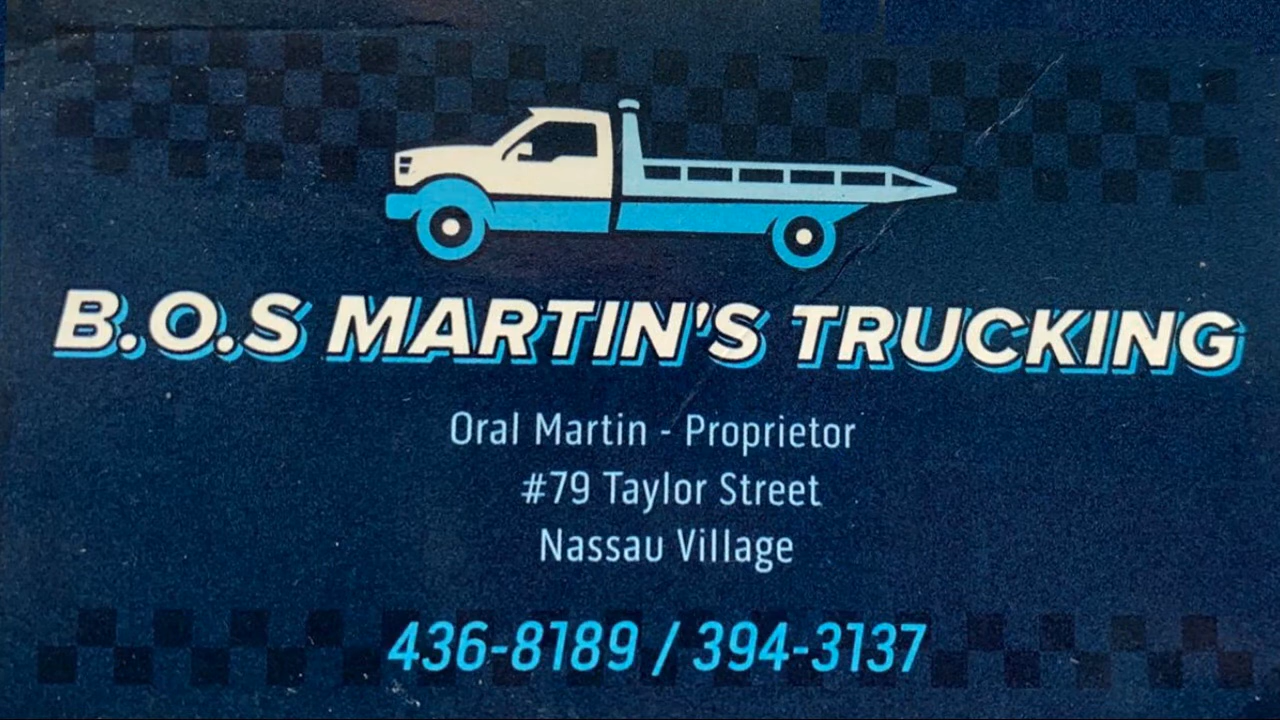 B.O.S MARTIN'S TRUCKING
Oral Martin - Proprietor
#79 Taylor Street
Nassau Village
436-8189 / 394-3137